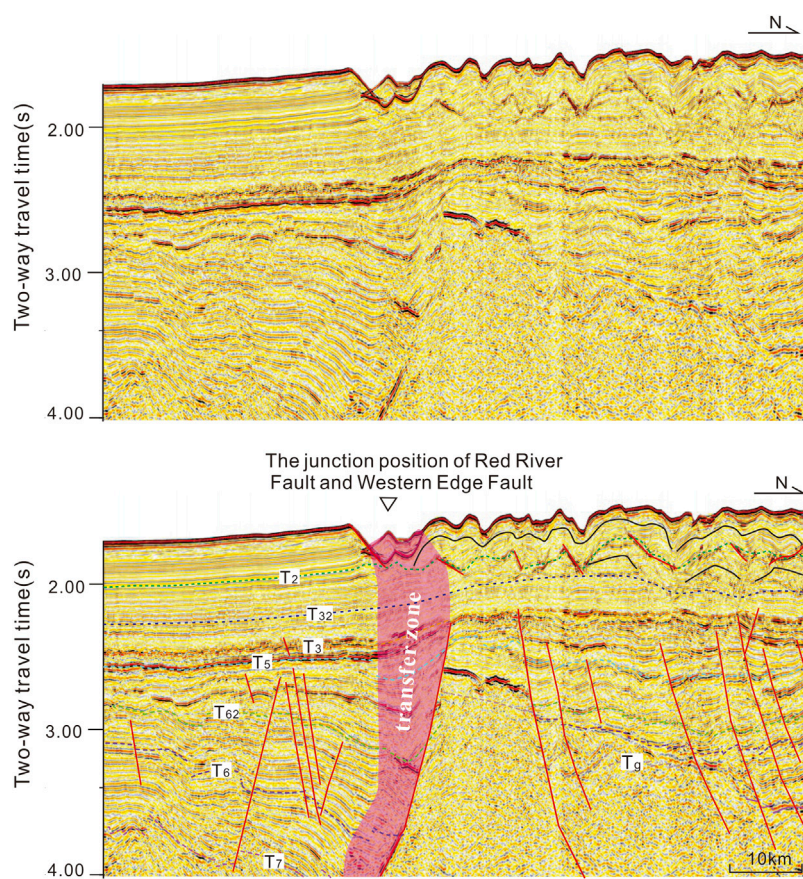 N
Two-way travel time(s)
2.00
3.00
4.00
The junction position of Red River
Fault and Western Edge Fault
N
Two-way travel time(s)
2.00
3.00
4.00
T2
T32
T3
T5
T62
T6
T7
Tg
transfer zone
10km